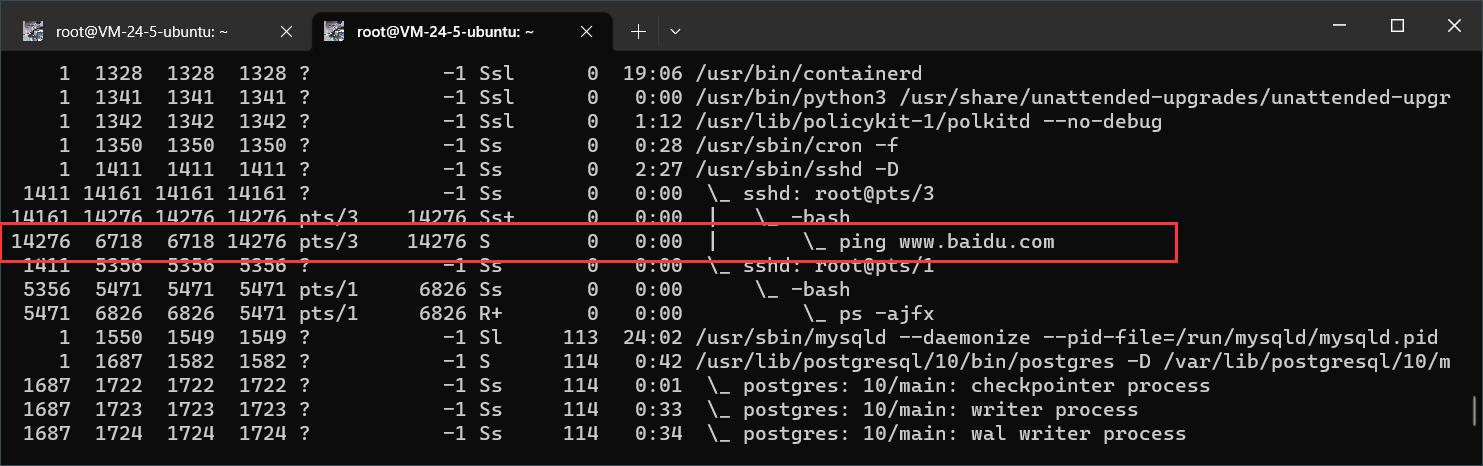 root@VM-24-5-ubuntu: ~ root@VM-24-5-ubuntu: ~
1 1328 1328 1328 ? -1 Ssl 0 19:06 /usr/bin/containerd
1 1341 1341 1341 ? -1 Ssl 0 0:00 /usr/bin/python3 /usr/share/unattended-upgrades/unattended-upgr
1 1342 1342 1342 ? -1 Ssl 0 1:12 /usr/lib/policykit-1/polkitd --no-debug
1 1350 1350 1350 ? -1 Ss 0 0:28 /usr/sbin/cron -f
1 1411 1411 1411 ? -1 Ss 0 2:27 /usr/sbin/sshd -D
1411 14161 14161 14161 ? -1 Ss 0 0:00 \_ sshd: root@pts/3
14161 14276 14276 14276 pts/3 14276 Ss+ 0 0:00 | \_ -bash
14276 6718 6718 14276 pts/3 14276 S 0 0:00 | \_ ping www.baidu.com
1411 5356 5356 5356 ? -1 Ss 0 0:00 \_ sshd: root@pts/1
5356 5471 5471 5471 pts/1 6826 Ss 0 0:00 \_ -bash
5471 6826 6826 5471 pts/1 6826 R+ 0 0:00 \_ ps -ajfx
1 1550 1549 1549 ? -1 Sl 113 24:02 /usr/sbin/mysqld --daemonize --pid-file=/run/mysqld/mysqld.pid
1 1687 1582 1582 ? -1 S 114 0:42 /usr/lib/postgresql/10/bin/postgres -D /var/lib/postgresql/10/m
1687 1722 1722 1722 ? -1 Ss 114 0:01 \_ postgres: 10/main: checkpointer process
1687 1723 1723 1723 ? -1 Ss 114 0:33 \_ postgres: 10/main: writer process
1687 1724 1724 1724 ? -1 Ss 114 0:34 \_ postgres: 10/main: wal writer process